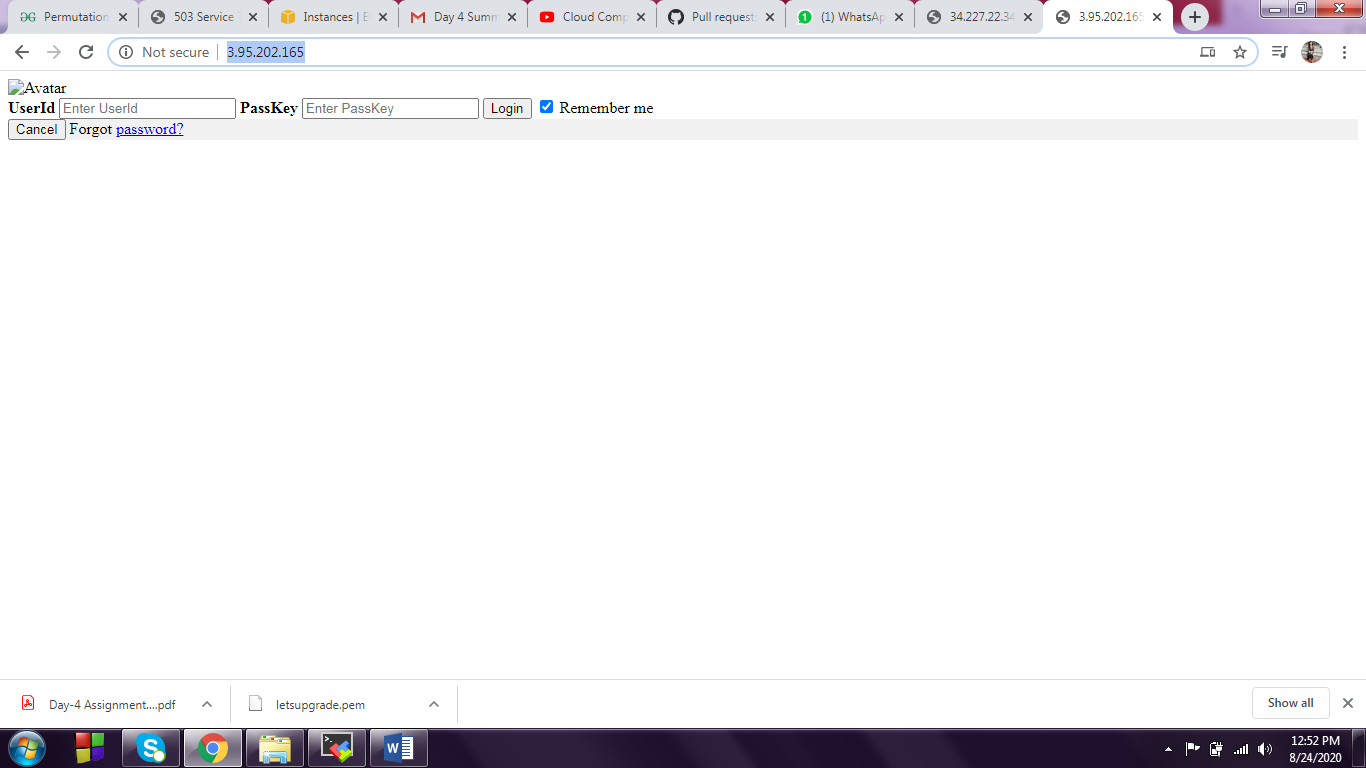 Permutation
503 Service
Instances | E
Day 4 Summ
Cloud Comp
Pull requests
(1) WhatsAp
34.227.22.34
3.95.202.165
Not secure
3.95.202.165
Avatar
UserId Enter UserId PassKey Enter PassKey Login Remember me
Cancel Forgot password?
Day-4 Assignment....pdf
letsupgrade.pem
Show all
12:52 PM
8/24/2020